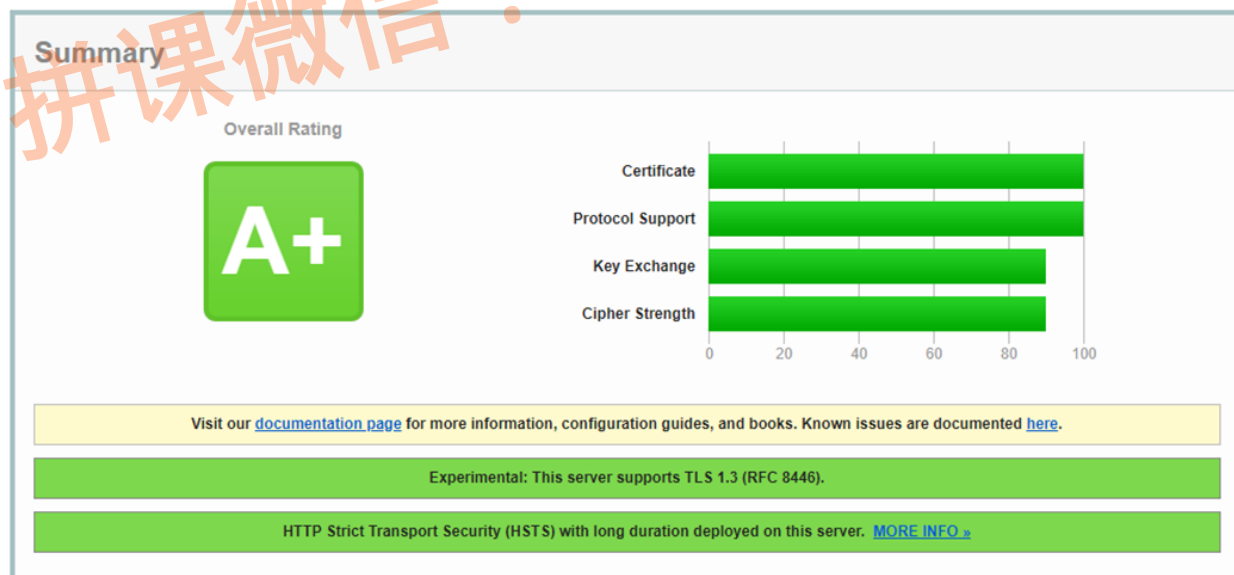 拼课微信：
Summary
Overall Rating
A+
Certificate
Protocol Support
Key Exchange
Cipher Strength
0 20 40 60 80 100
Visit our documentation page for more information, configuration guides, and books. Known issues are documented here.
Experimental: This server supports TLS 1.3 (RFC 8446).
HTTP Strict Transport Security (HSTS) with long duration deployed on this server. MORE INFO »